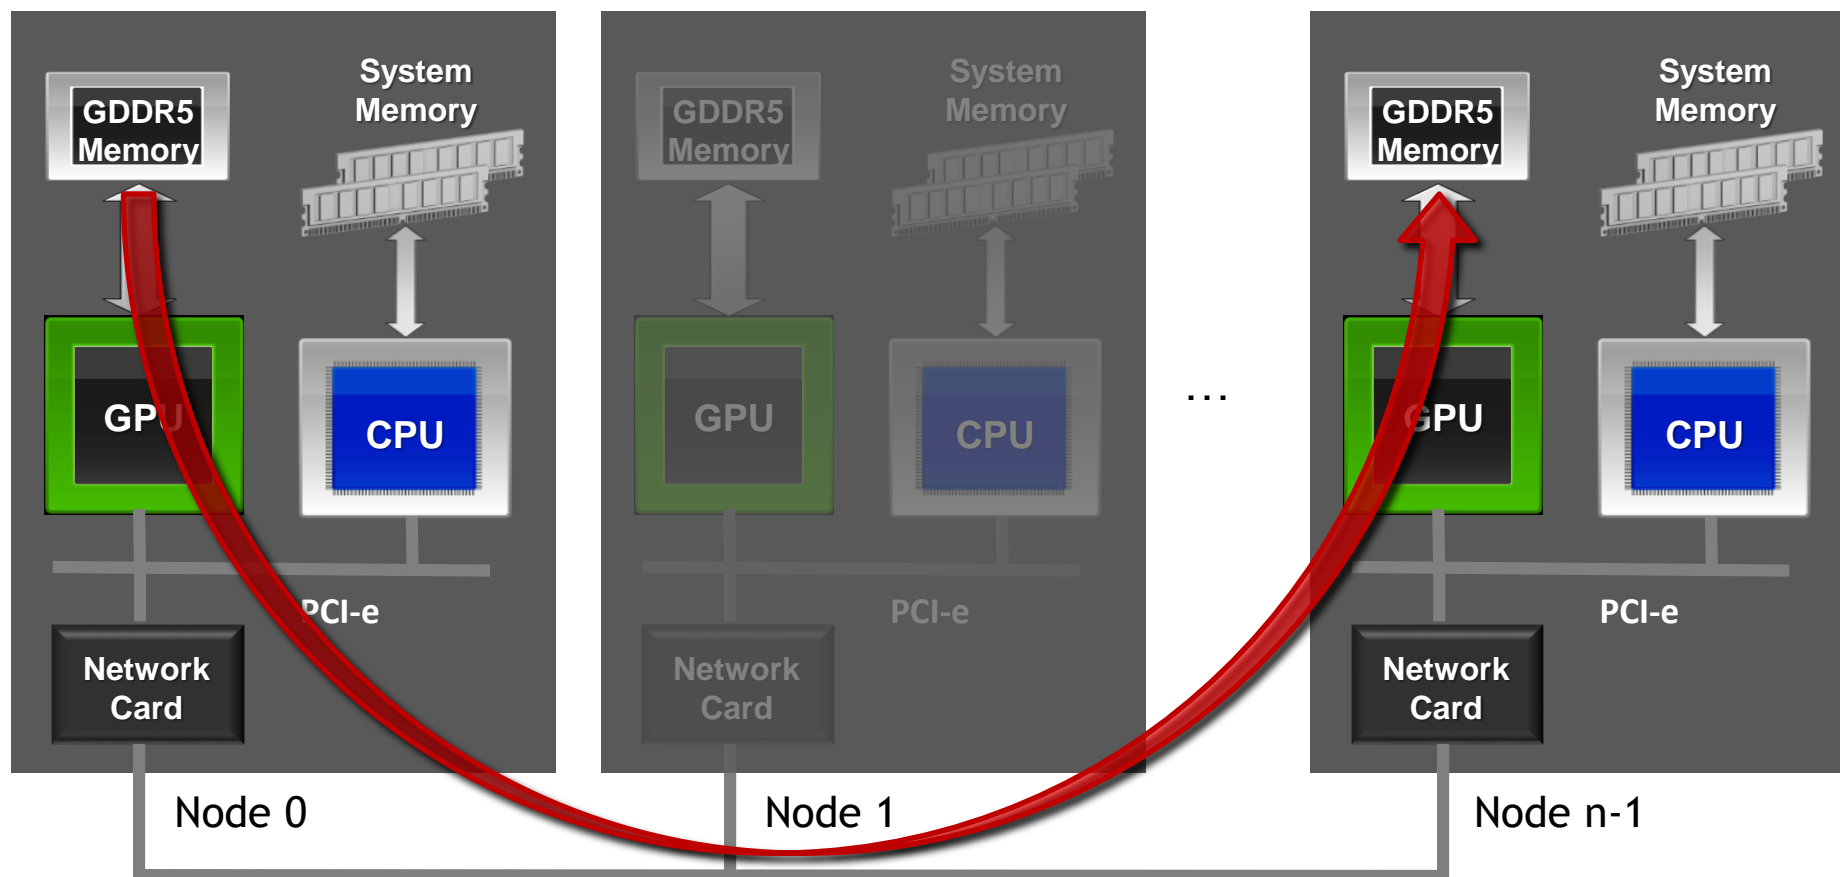 GDDR5
Memory
System
Memory
GPU
CPU
PCI-e
Network
Card
Node 0
GDDR5
Memory
System
Memory
GPU
CPU
PCI-e
Network
Card
Node 1
...
GDDR5
Memory
System
Memory
GPU
CPU
PCI-e
Network
Card
Node n-1